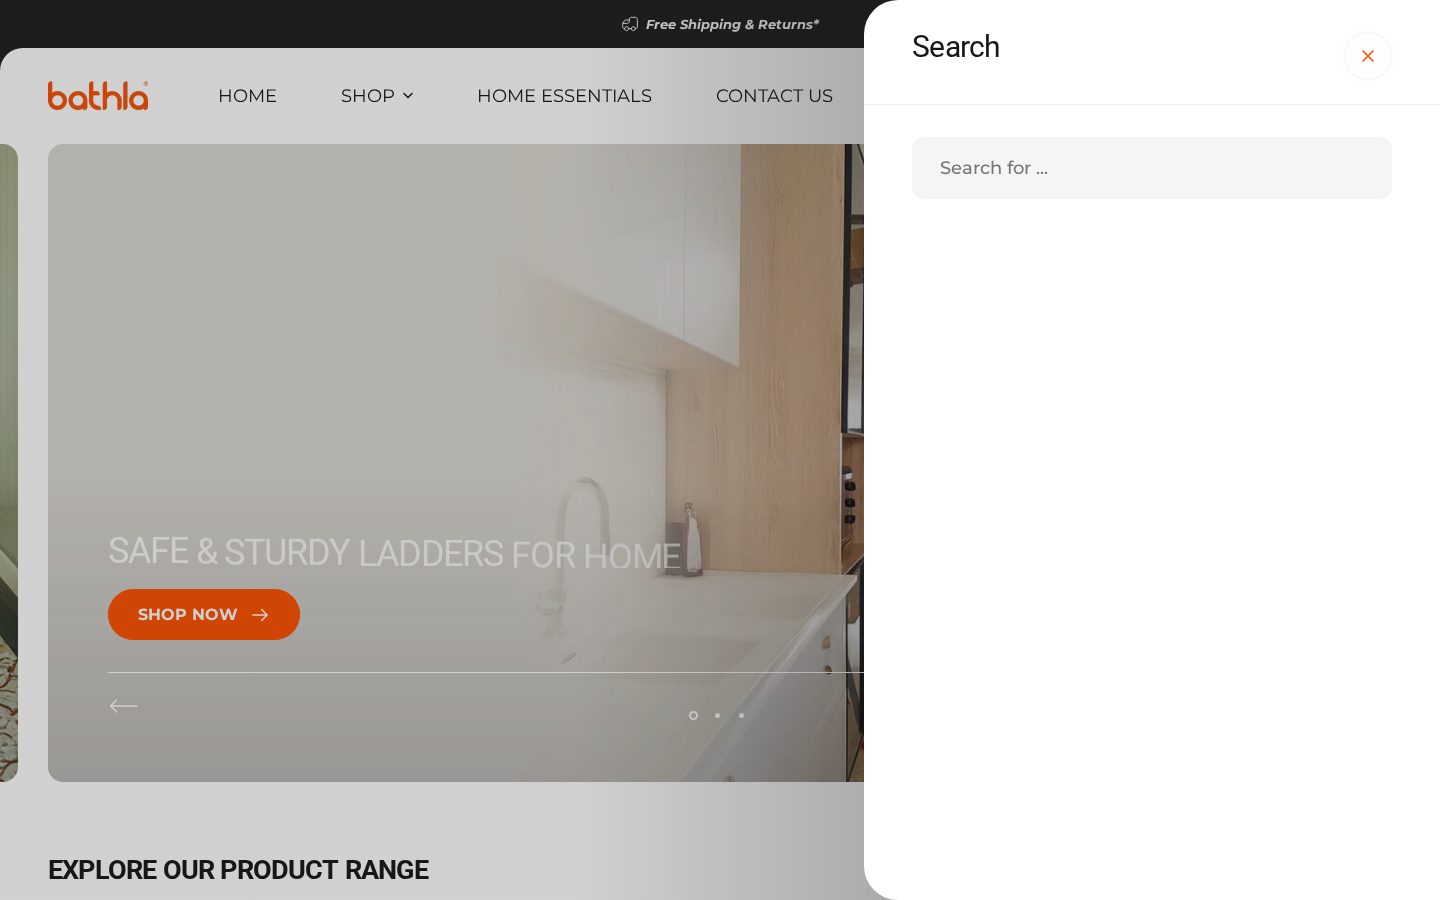 Free Shipping & Returns*
bathla
HOME
SHOP
HOME ESSENTIALS
CONTACT US
SAFE & STURDY LADDERS FOR HOME
SHOP NOW
EXPLORE OUR PRODUCT RANGE
Search
Search for ...